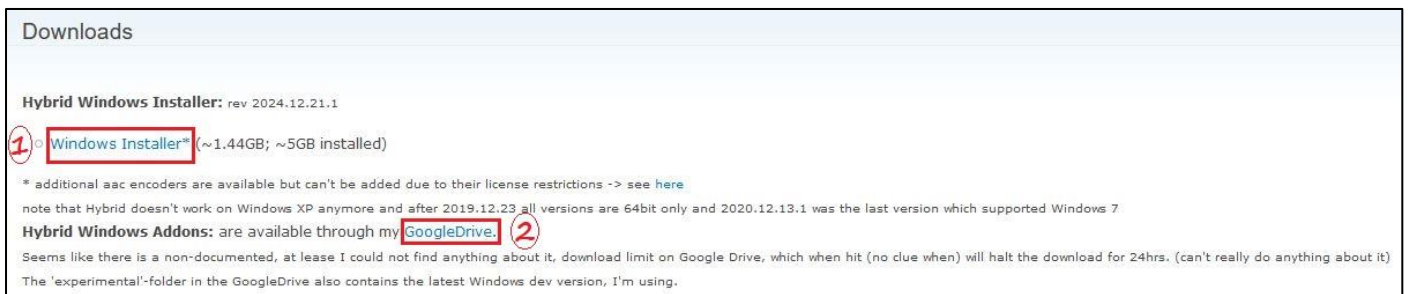 Downloads
Hybrid Windows Installer: rev 2024.12.21.1
1 Windows Installer* (~1.44GB; ~5GB installed)
* additional aac encoders are available but can't be added due to their license restrictions -> see here
note that Hybrid doesn't work on Windows XP anymore and after 2019.12.23 all versions are 64bit only and 2020.12.13.1 was the last version which supported Windows 7
Hybrid Windows Addons: are available through my GoogleDrive. 2
Seems like there is a non-documented, at lease I could not find anything about it, download limit on Google Drive, which when hit (no clue when) will halt the download for 24hrs. (can't really do anything about it)
The 'experimental'-folder in the GoogleDrive also contains the latest Windows dev version, I'm using.